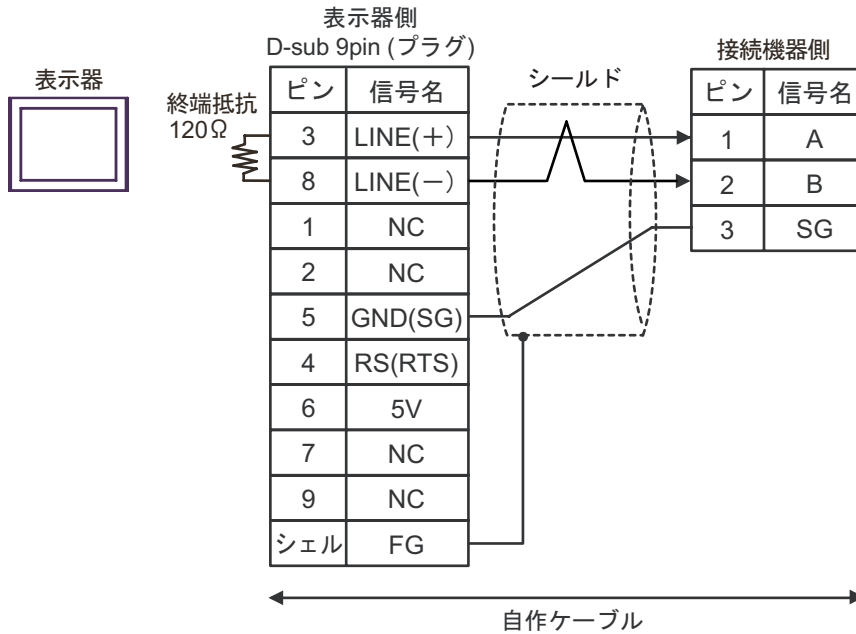 表示器
終端抵抗
120Ω
表示器側
D-sub 9pin (プラグ)
ピン 信号名
3 LINE(+)
8 LINE(-)
1 NC
2 NC
5 GND(SG)
4 RS(RTS)
6 5V
7 NC
9 NC
シェル FG
シールド
接続機器側
ピン 信号名
1 A
2 B
3 SG
自作ケーブル